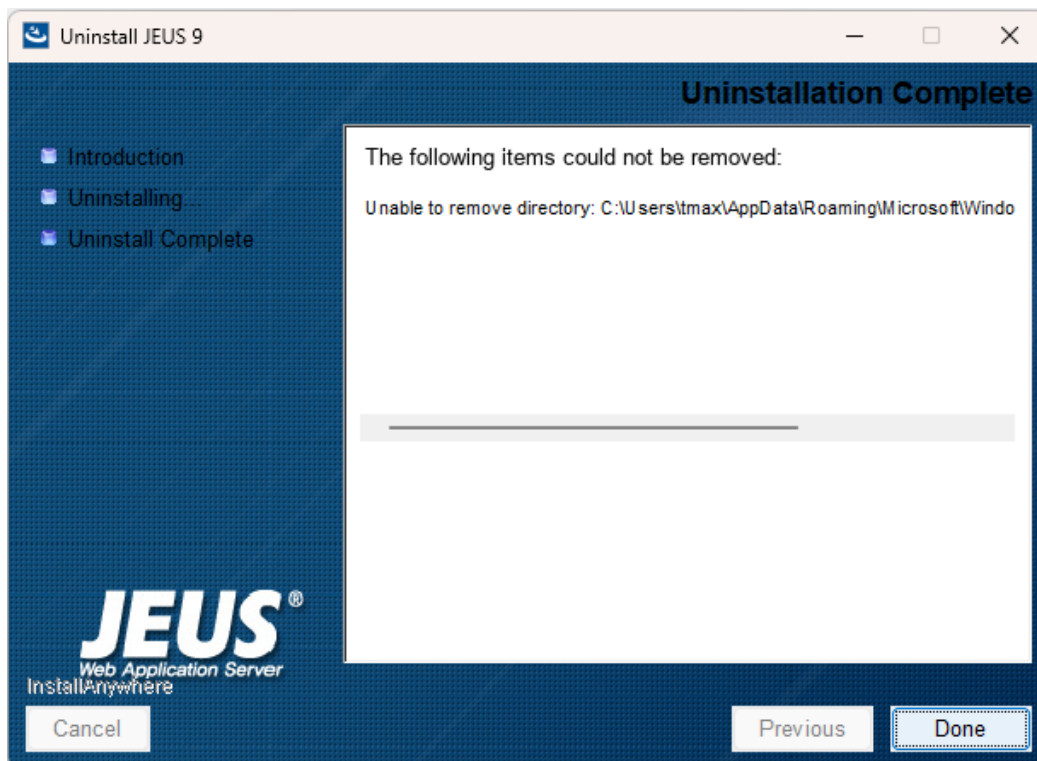 Uninstall JEUS 9
Uninstallation Complete
Introduction
Uninstalling...
Uninstall Complete
The following items could not be removed:
Unable to remove directory: C:\Users\tmax\AppData\Roaming\Microsoft\Windo
JEUS®
Web Application Server
InstallAnywhere
Cancel
Previous
Done